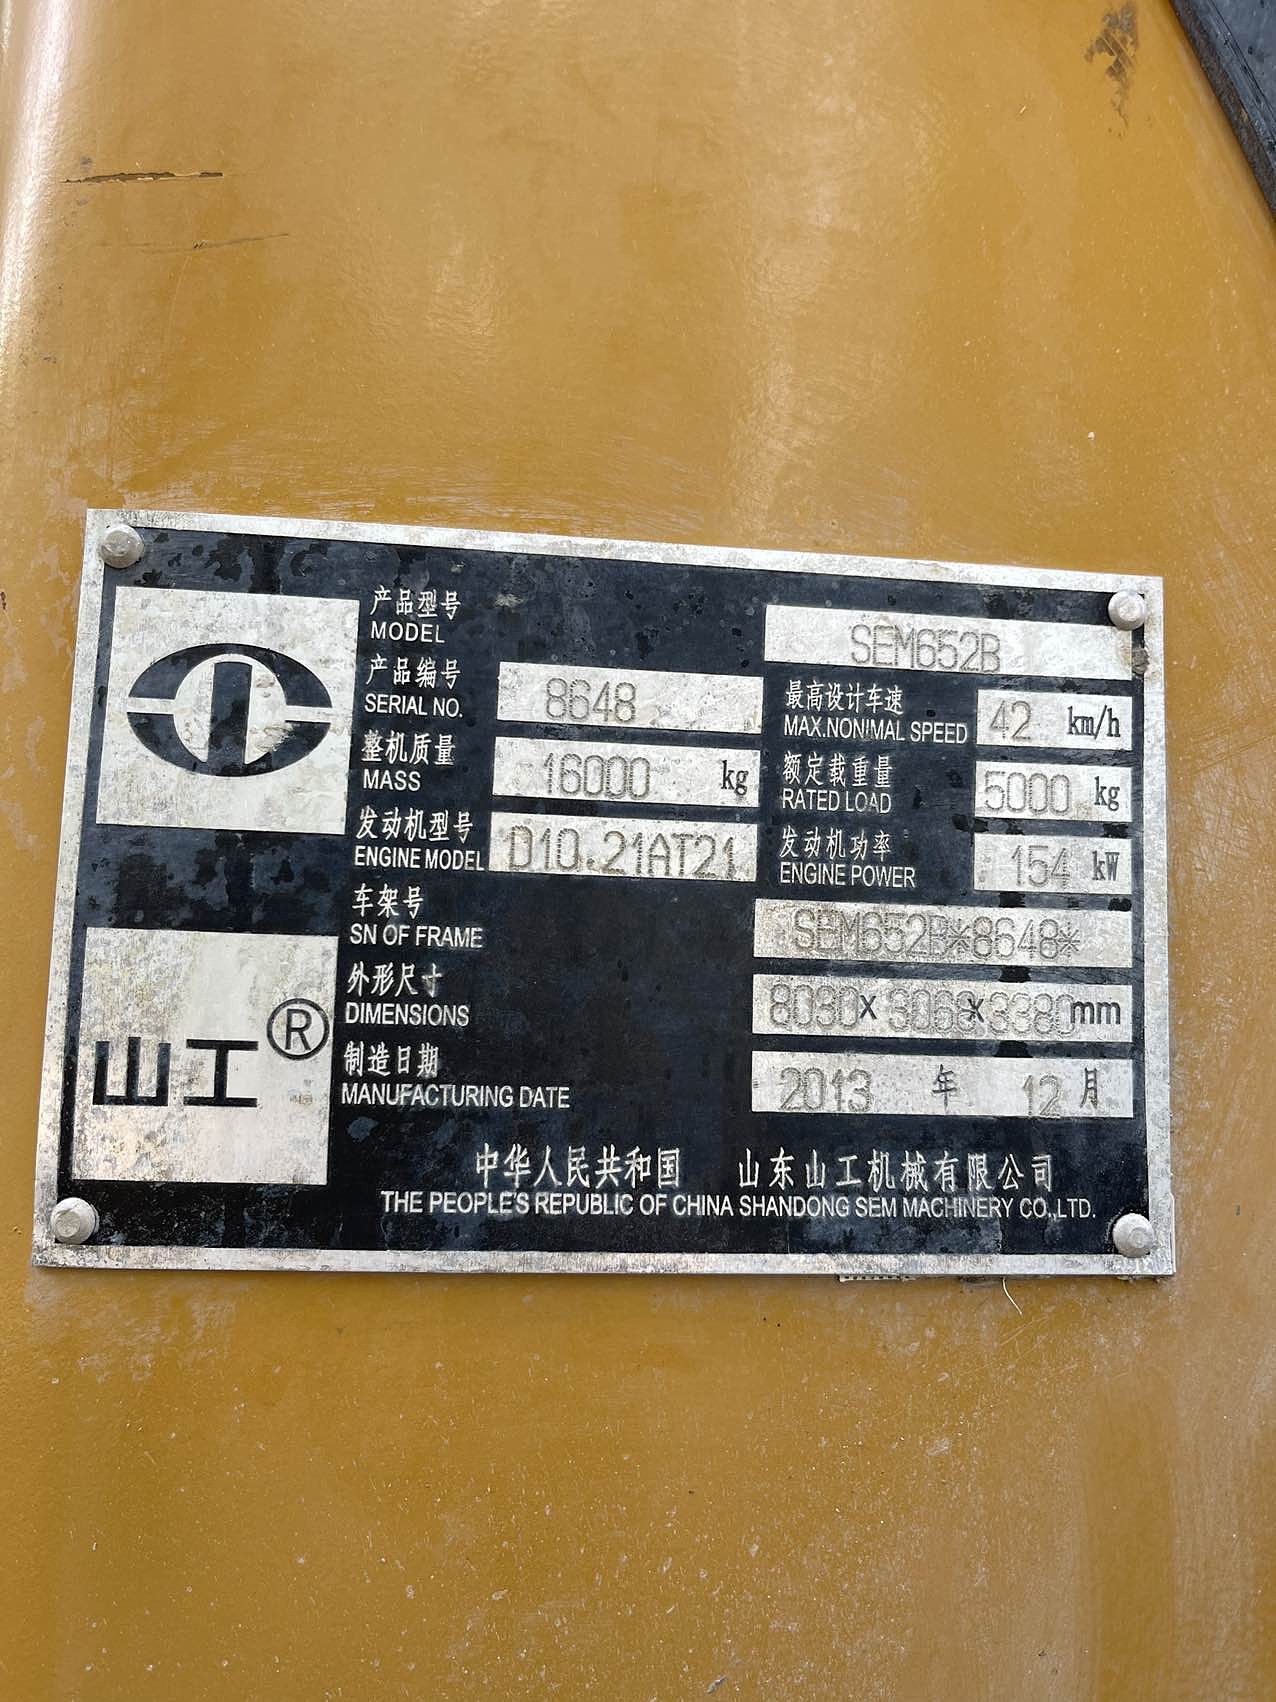 产品型号
MODEL
SEM652B
产品编号
SERIAL NO.
8648
最高设计车速
MAX.NONIMAL SPEED
42 km/h
整机质量
MASS
16000 kg
额定载重量
RATED LOAD
5000 kg
发动机型号
ENGINE MODEL
D10.21AT21
发动机功率
ENGINE POWER
154 kW
车架号
SN OF FRAME
SEM652B*8648*
外形尺寸
DIMENSIONS
x x3380mm
制造日期
MANUFACTURING DATE
2013 年 12 月
山工®
中华人民共和国 山东山工机械有限公司
THE PEOPLE'S REPUBLIC OF CHINA SHANDONG SEM MACHINERY CO.,LTD.